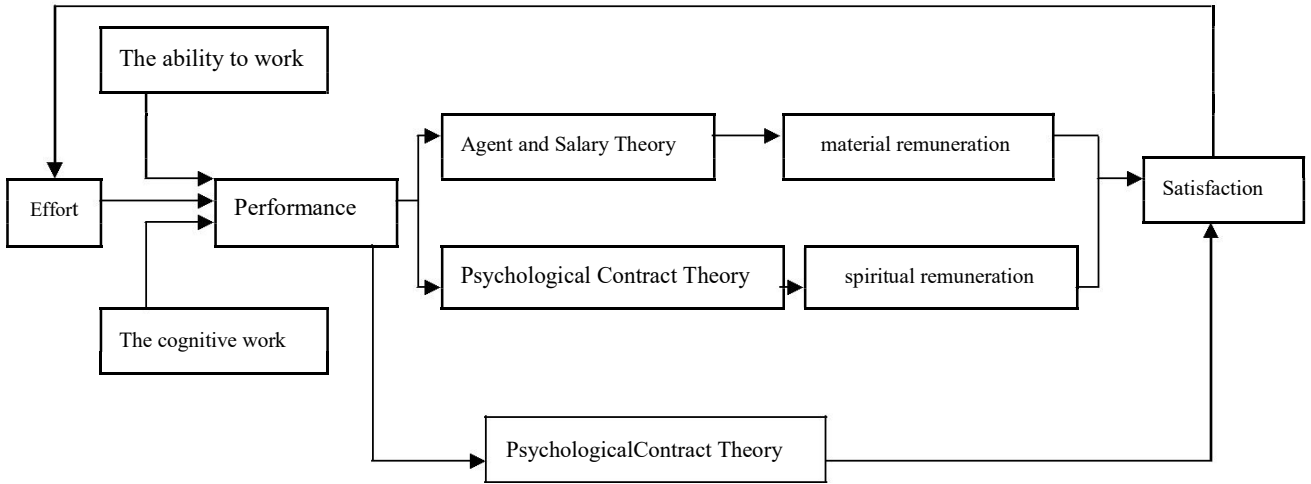 The ability to work
Agent and Salary Theory
material remuneration
Satisfaction
Effort
Performance
Psychological Contract Theory
spiritual remuneration
The cognitive work
PsychologicalContract Theory